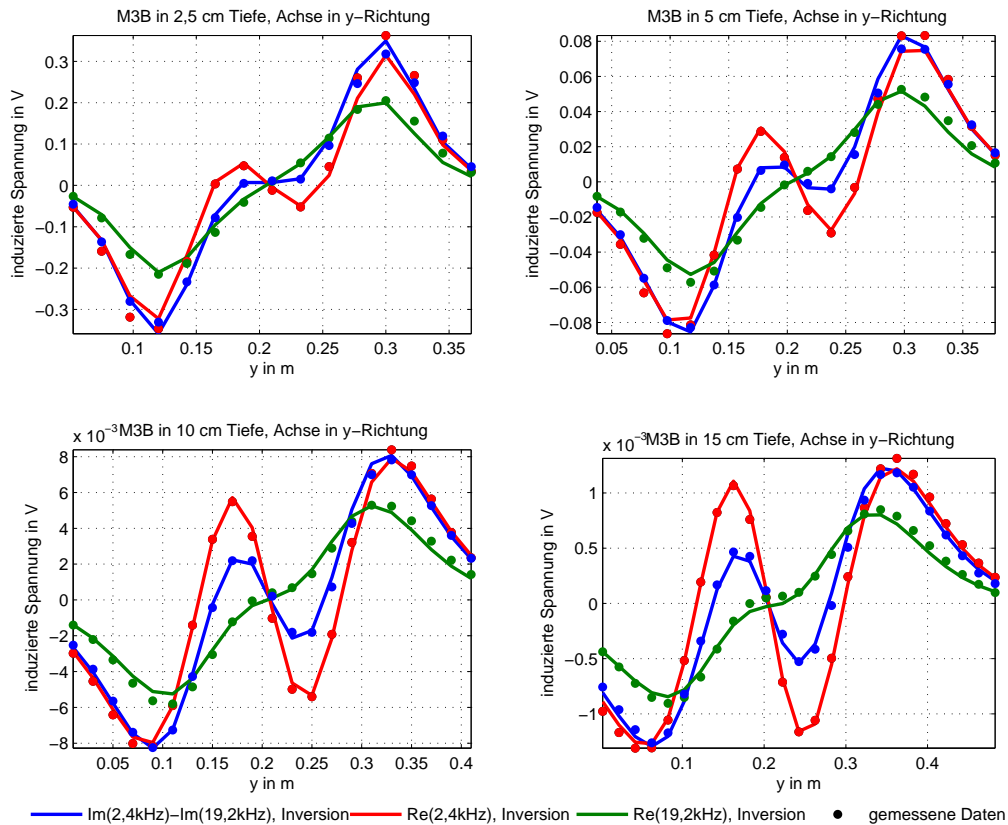 M3B in 2,5 cm Tiefe, Achse in y−Richtung
induzierte Spannung in V
0.3
0.2
0.1
0
−0.1
−0.2
−0.3
0.1 0.15 0.2 0.25 0.3 0.35
y in m
M3B in 5 cm Tiefe, Achse in y−Richtung
induzierte Spannung in V
0.08
0.06
0.04
0.02
0
−0.02
−0.04
−0.06
−0.08
0.05 0.1 0.15 0.2 0.25 0.3 0.35
y in m
x 10⁻³
M3B in 10 cm Tiefe, Achse in y−Richtung
induzierte Spannung in V
8
6
4
2
0
−2
−4
−6
−8
0.05 0.1 0.15 0.2 0.25 0.3 0.35 0.4
y in m
x 10⁻³
M3B in 15 cm Tiefe, Achse in y−Richtung
induzierte Spannung in V
1
0.5
0
−0.5
−1
0.1 0.2 0.3 0.4
y in m
Im(2,4kHz)−Im(19,2kHz), Inversion Re(2,4kHz), Inversion Re(19,2kHz), Inversion gemessene Daten